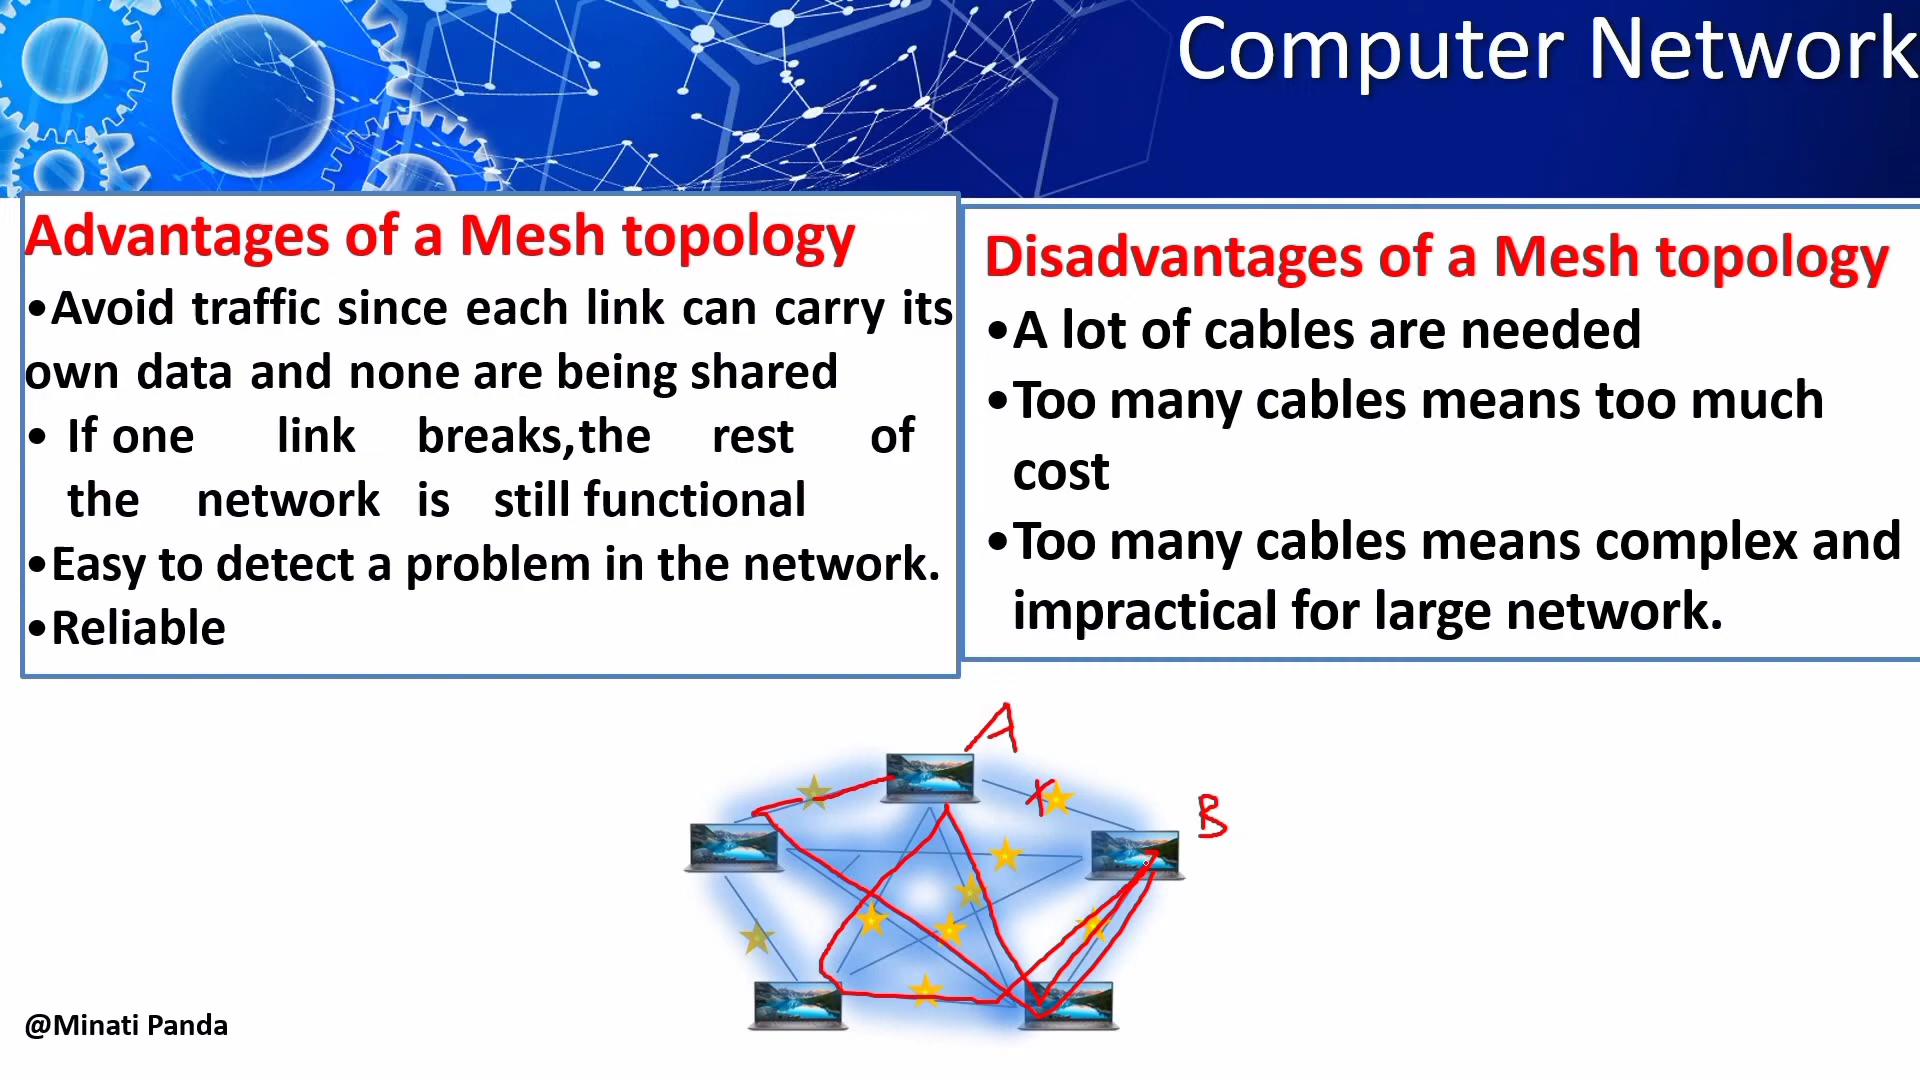 Computer Network
Advantages of a Mesh topology
•Avoid traffic since each link can carry its
own data and none are being shared
• If one link breaks,the rest of
the network is still functional
•Easy to detect a problem in the network.
•Reliable
Disadvantages of a Mesh topology
•A lot of cables are needed
•Too many cables means too much
cost
•Too many cables means complex and
impractical for large network.
A
x
B
@Minati Panda